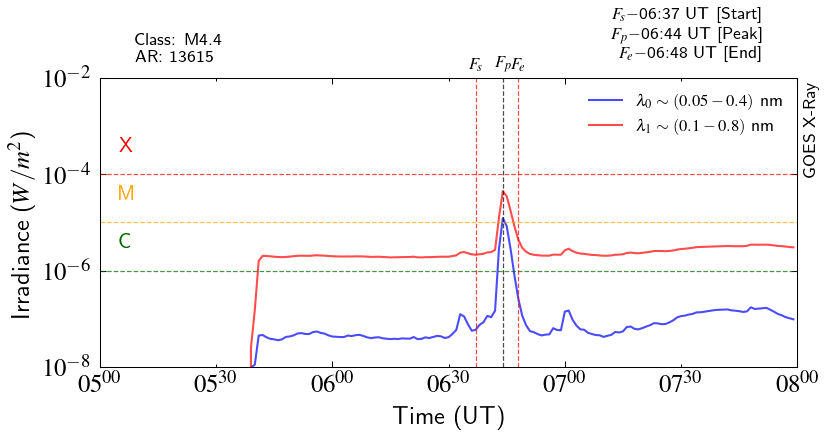 F_s−06:37 UT [Start]
Class: M4.4
F_p−06:44 UT [Peak]
AR: 13615
F_e−06:48 UT [End]
F_s F_p F_e
10^{-2}
λ_0 ∼ (0.05 − 0.4) nm
λ_1 ∼ (0.1 − 0.8) nm
GOES X-Ray
X
10^{-4}
M
C
10^{-6}
10^{-8}
Irradiance (W/m^2)
05^{00} 05^{30} 06^{00} 06^{30} 07^{00} 07^{30} 08^{00}
Time (UT)